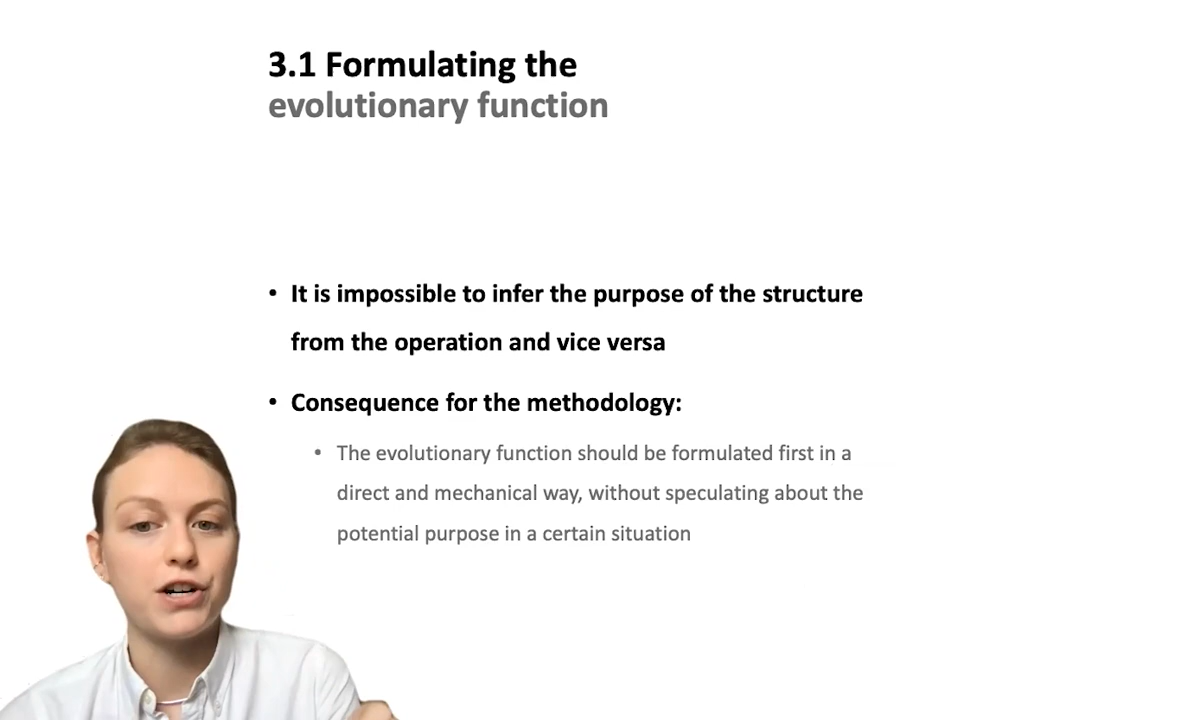 3.1 Formulating the
evolutionary function
• It is impossible to infer the purpose of the structure
from the operation and vice versa
• Consequence for the methodology:
• The evolutionary function should be formulated first in a
direct and mechanical way, without speculating about the
potential purpose in a certain situation